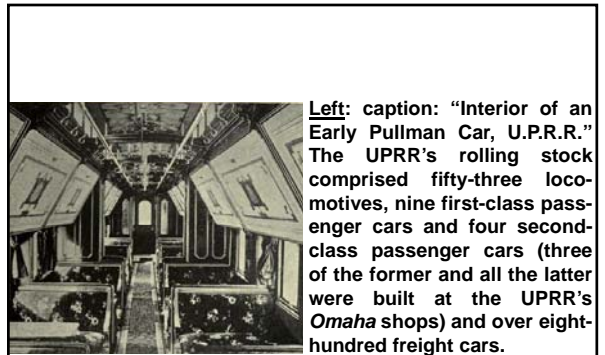 Left: caption: “Interior of an
Early Pullman Car, U.P.R.R.”
The UPRR’s rolling stock
comprised fifty-three loco-
motives, nine first-class pass-
enger cars and four second-
class passenger cars (three
of the former and all the latter
were built at the UPRR’s
Omaha shops) and over eight-
hundred freight cars.